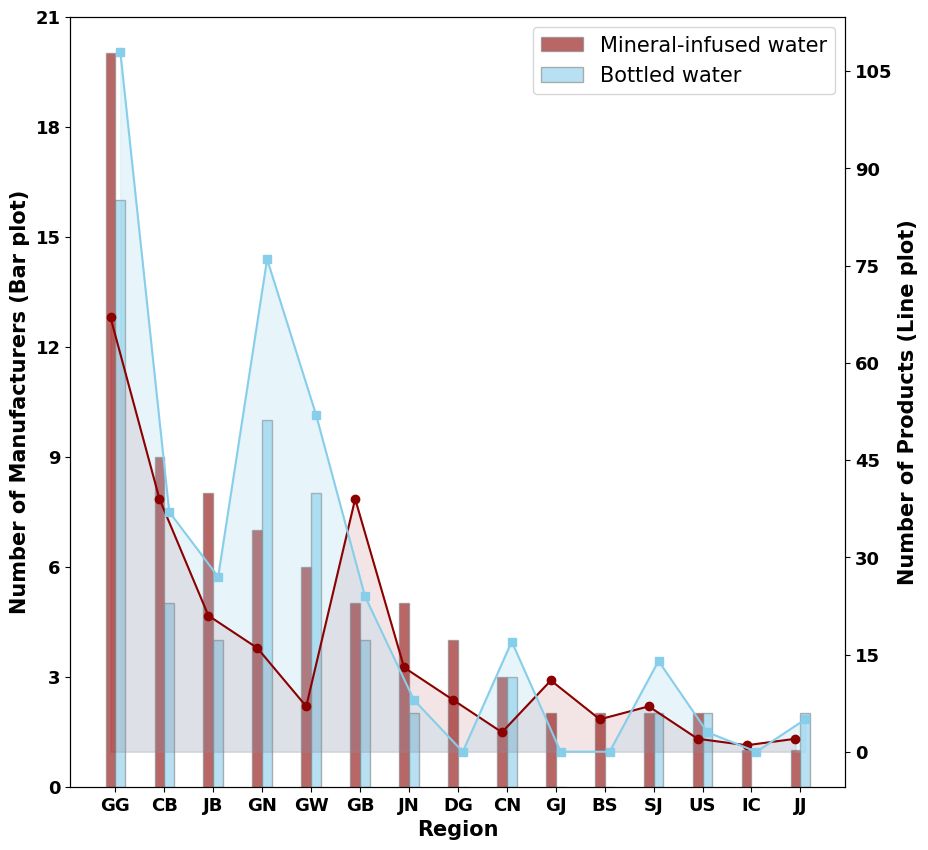 Number of Manufacturers (Bar plot)
21
18
15
12
9
6
3
0
Mineral-infused water
Bottled water
105
90
75
60
45
30
15
0
Number of Products (Line plot)
GG CB JB GN GW GB JN DG CN GJ BS SJ US IC JJ
Region